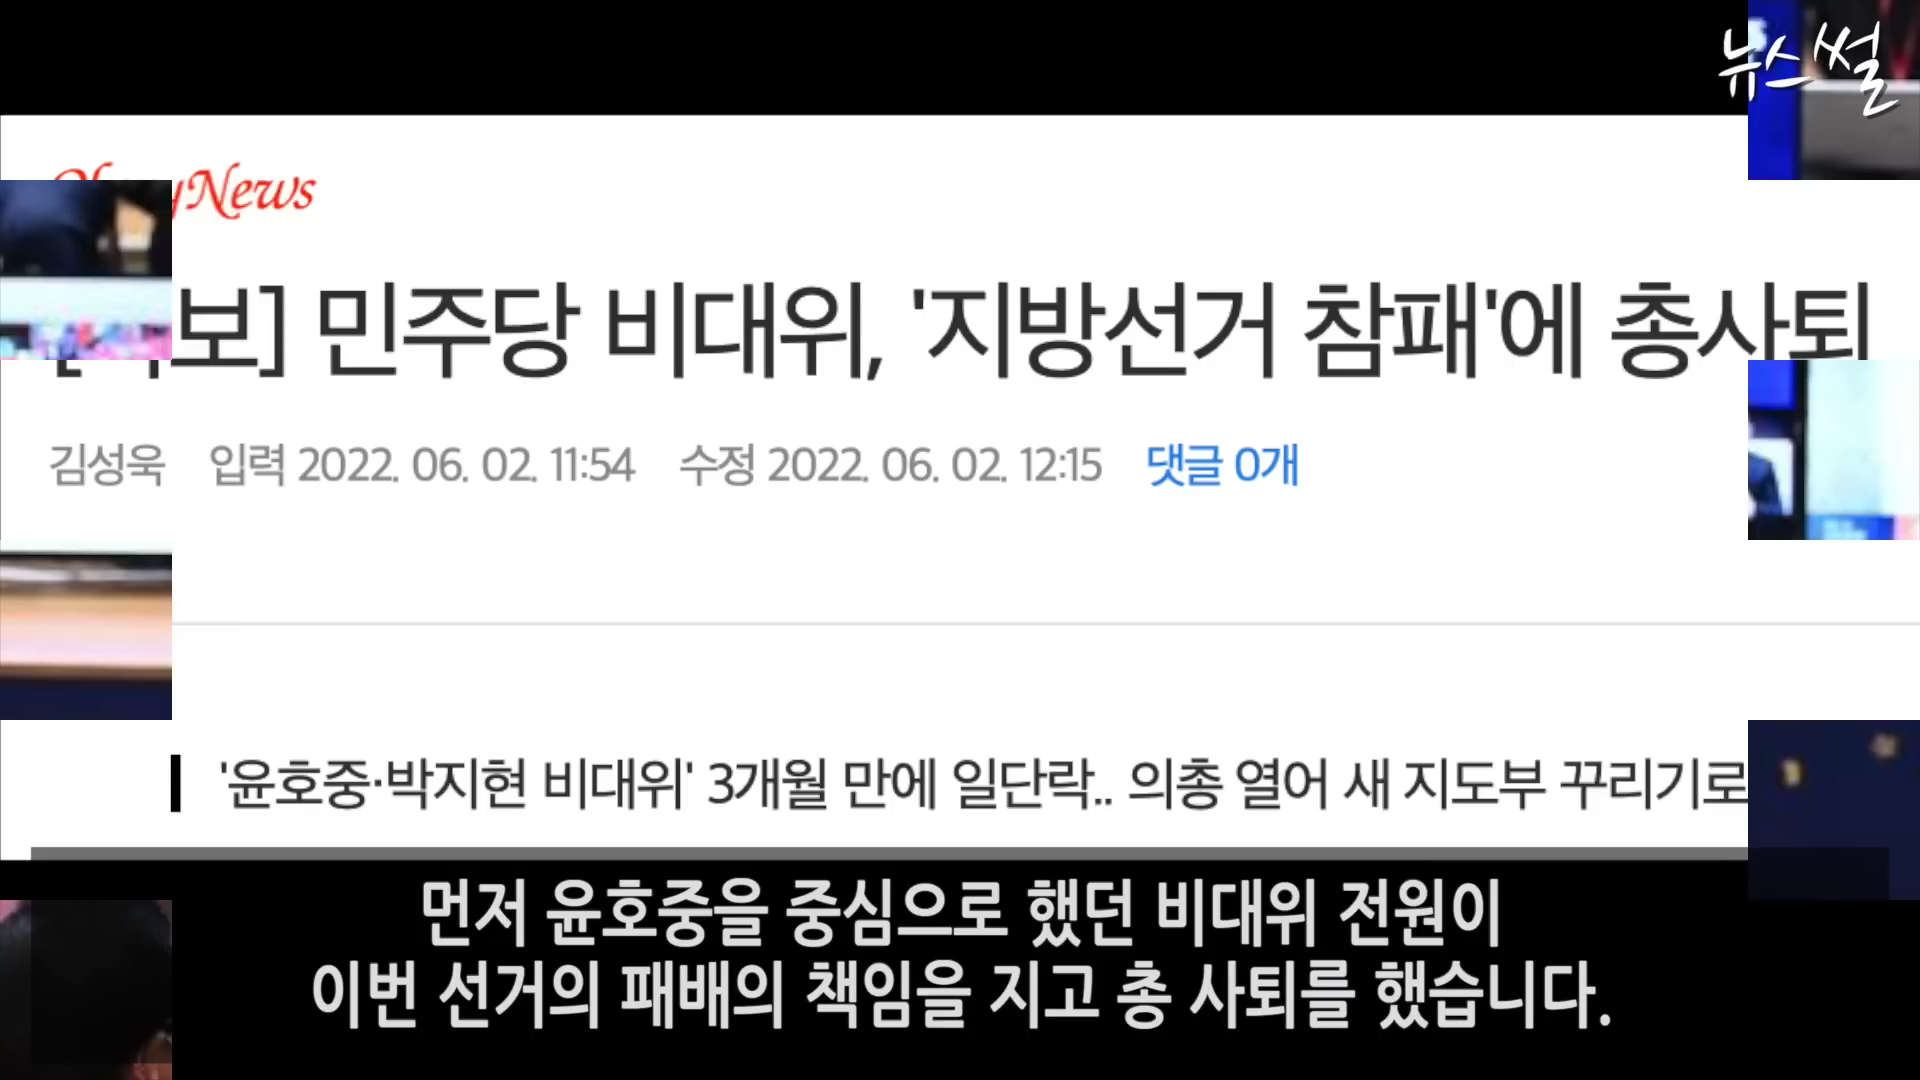 뉴스썰
News
보] 민주당 비대위, '지방선거 참패'에 총사퇴
김성욱 입력 2022. 06. 02. 11:54 수정 2022. 06. 02. 12:15 댓글 0개
'윤호중·박지현 비대위' 3개월 만에 일단락.. 의총 열어 새 지도부 꾸리기로
먼저 윤호중을 중심으로 했던 비대위 전원이
이번 선거의 패배의 책임을 지고 총 사퇴를 했습니다.